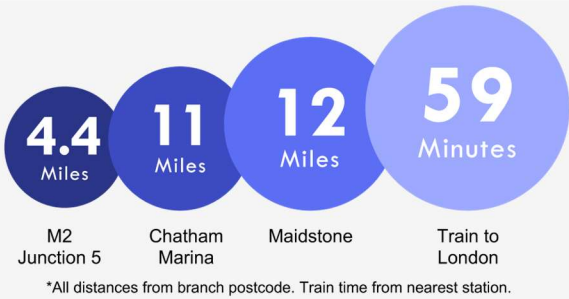 4.4
Miles
11
Miles
12
Miles
59
Minutes
M2
Junction 5
Chatham
Marina
Maidstone
Train to
London
*All distances from branch postcode. Train time from nearest station.